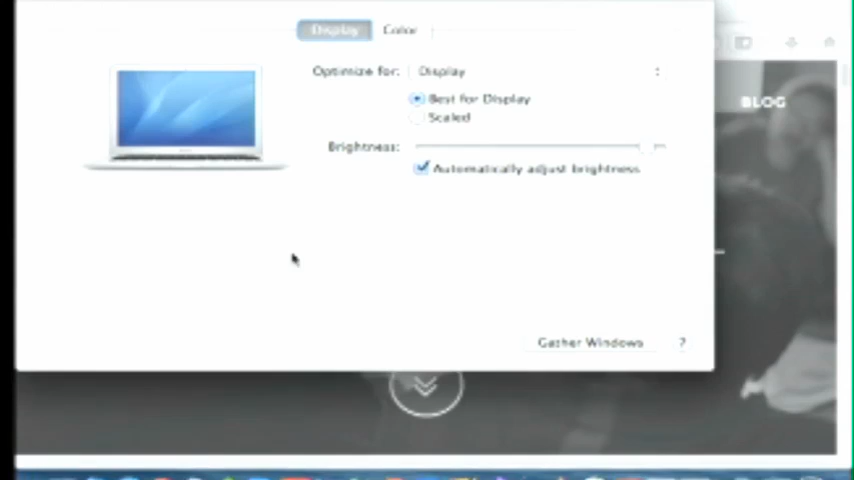 Display Color
Optimize for: Display
Best for Display
Scaled
Brightness:
Automatically adjust brightness
Gather Windows ?
BLOG